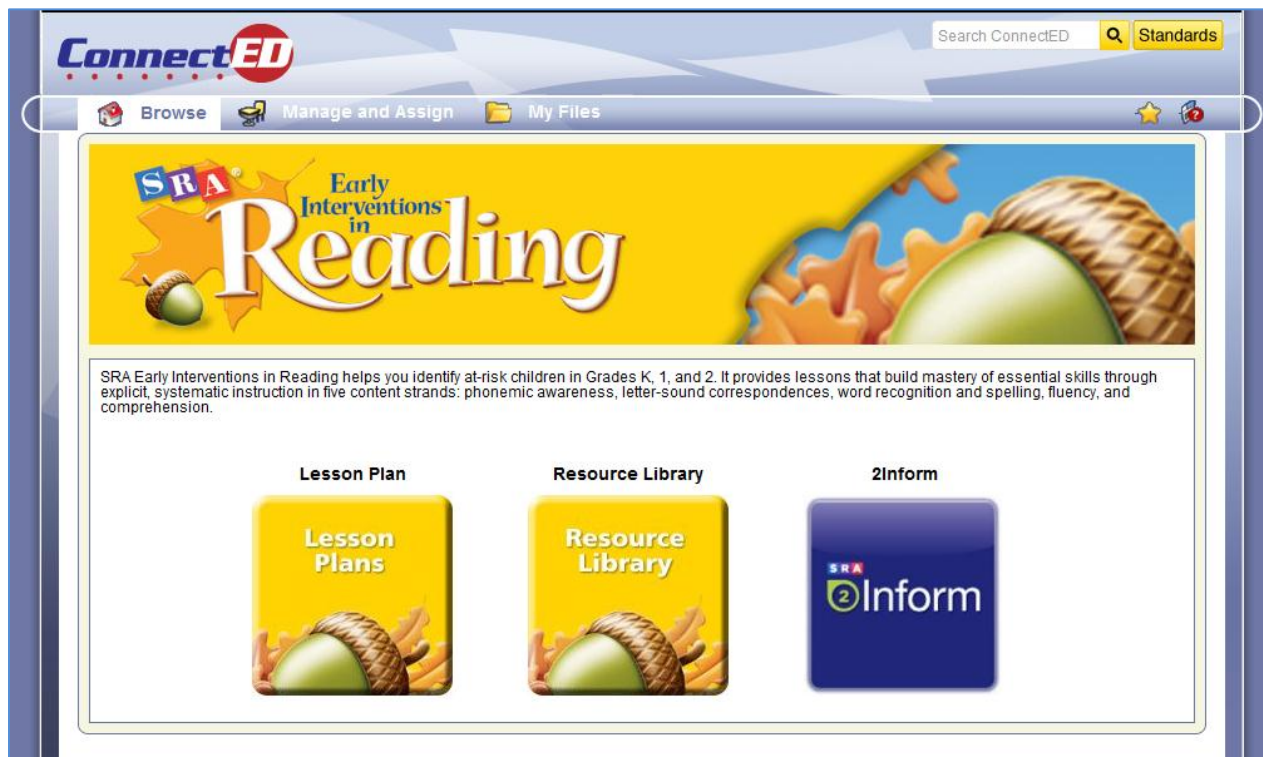 ConnectED
Search ConnectED
Standards
Browse
Manage and Assign
My Files
SRA
Early
Interventions
in
Reading
SRA Early Interventions in Reading helps you identify at-risk children in Grades K, 1, and 2. It provides lessons that build mastery of essential skills through
explicit, systematic instruction in five content strands: phonemic awareness, letter-sound correspondences, word recognition and spelling, fluency, and
comprehension.
Lesson Plan
Resource Library
2Inform
Lesson
Plans
Resource
Library
SRA
2Inform